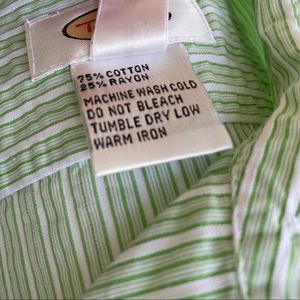 75% COTTON
25% RAYON
MACHINE WASH COLD
DO NOT BLEACH
TUMBLE DRY LOW
WARM IRON